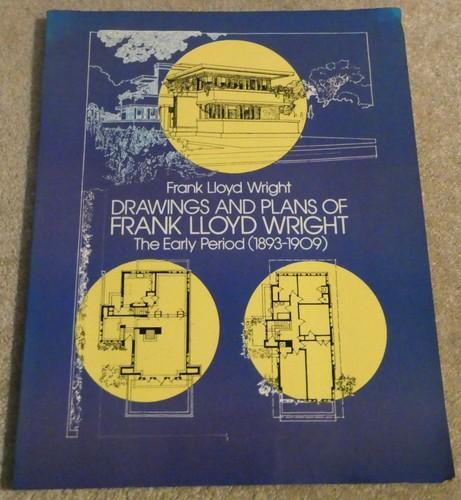 Frank Lloyd Wright
DRAWINGS AND PLANS OF
FRANK LLOYD WRIGHT
The Early Period (1893-1909)